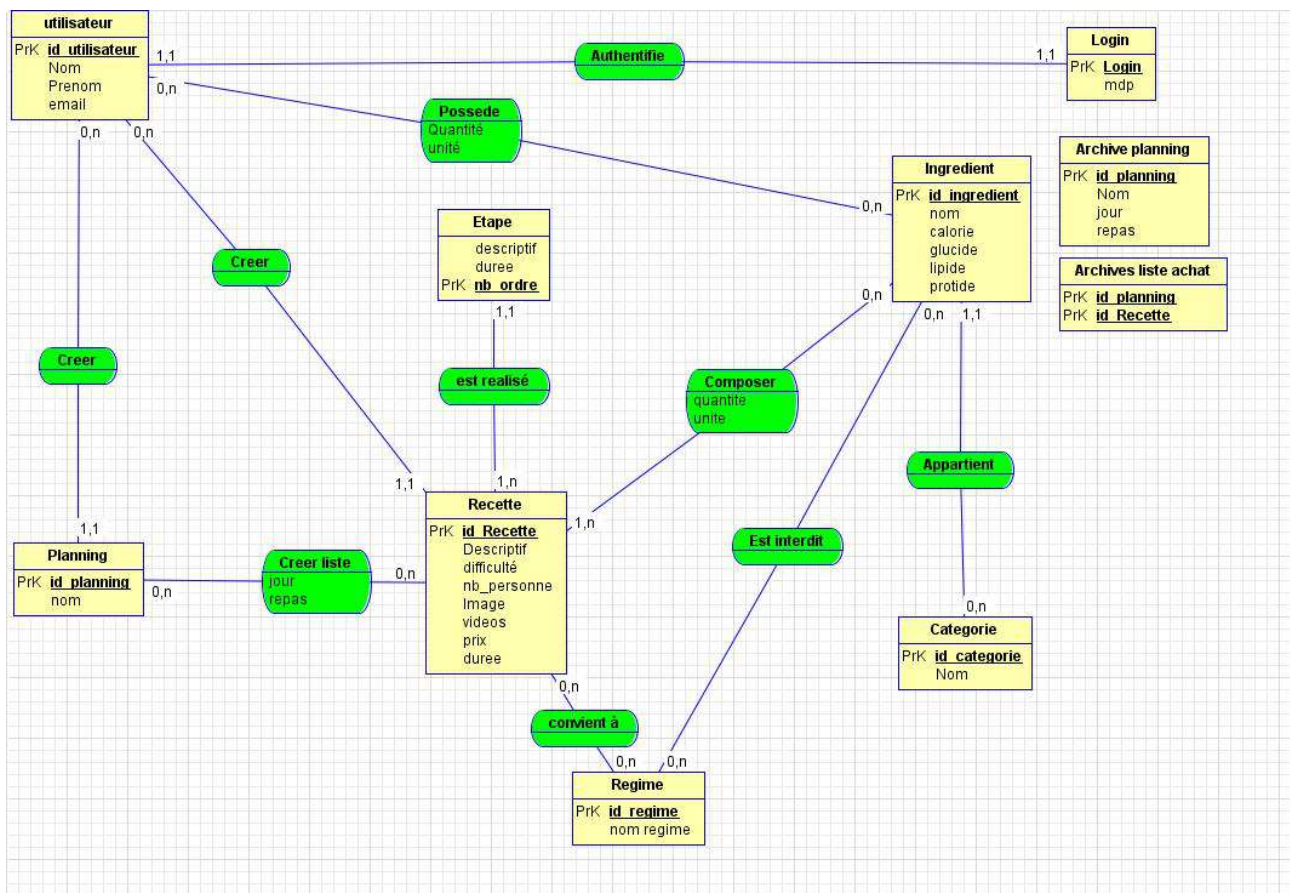 utilisateur
PrK id_utilisateur
Nom
Prenom
email
1,1
Authentifie
1,1
Login
PrK Login
mdp
0,n
Possede
Quantité
unité
0,n
0,n
0,n
Ingredient
PrK id_ingredient
nom
calorie
glucide
lipide
protide
Archive planning
PrK id_planning
Nom
jour
repas
Archives liste achat
PrK id_planning
PrK id_Recette
Etape
descriptif
duree
PrK nb_ordre
Creer
0,n
0,n
1,1
1,1
Creer
est realisé
Composer
quantite
unite
Appartient
1,1
1,n
1,n
Recette
PrK id_Recette
Descriptif
difficulté
nb_personne
Image
videos
prix
duree
1,1
Planning
PrK id_planning
nom
0,n
Creer liste
jour
repas
0,n
Est interdit
0,n
Categorie
PrK id_categorie
Nom
0,n
convient à
0,n
0,n
Regime
PrK id_regime
nom regime